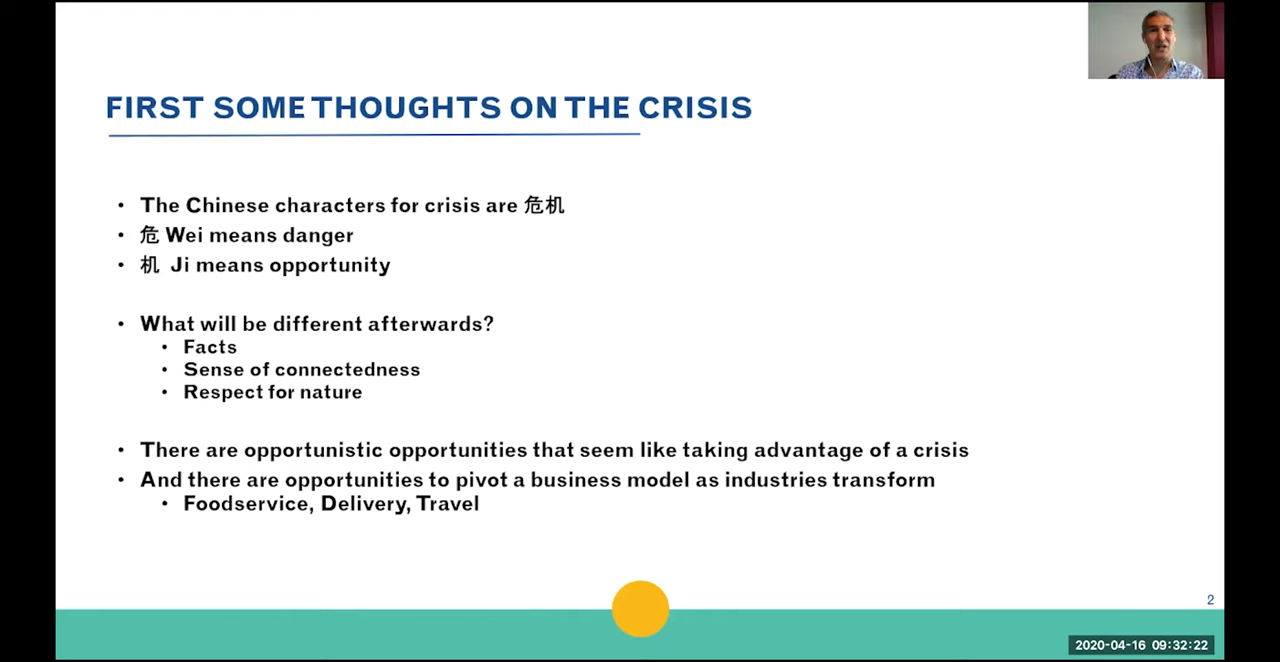 FIRST SOME THOUGHTS ON THE CRISIS
• The Chinese characters for crisis are 危机
• 危 Wei means danger
• 机 Ji means opportunity
• What will be different afterwards?
• Facts
• Sense of connectedness
• Respect for nature
• There are opportunistic opportunities that seem like taking advantage of a crisis
• And there are opportunities to pivot a business model as industries transform
• Foodservice, Delivery, Travel
2
2020-04-16 09:32:22